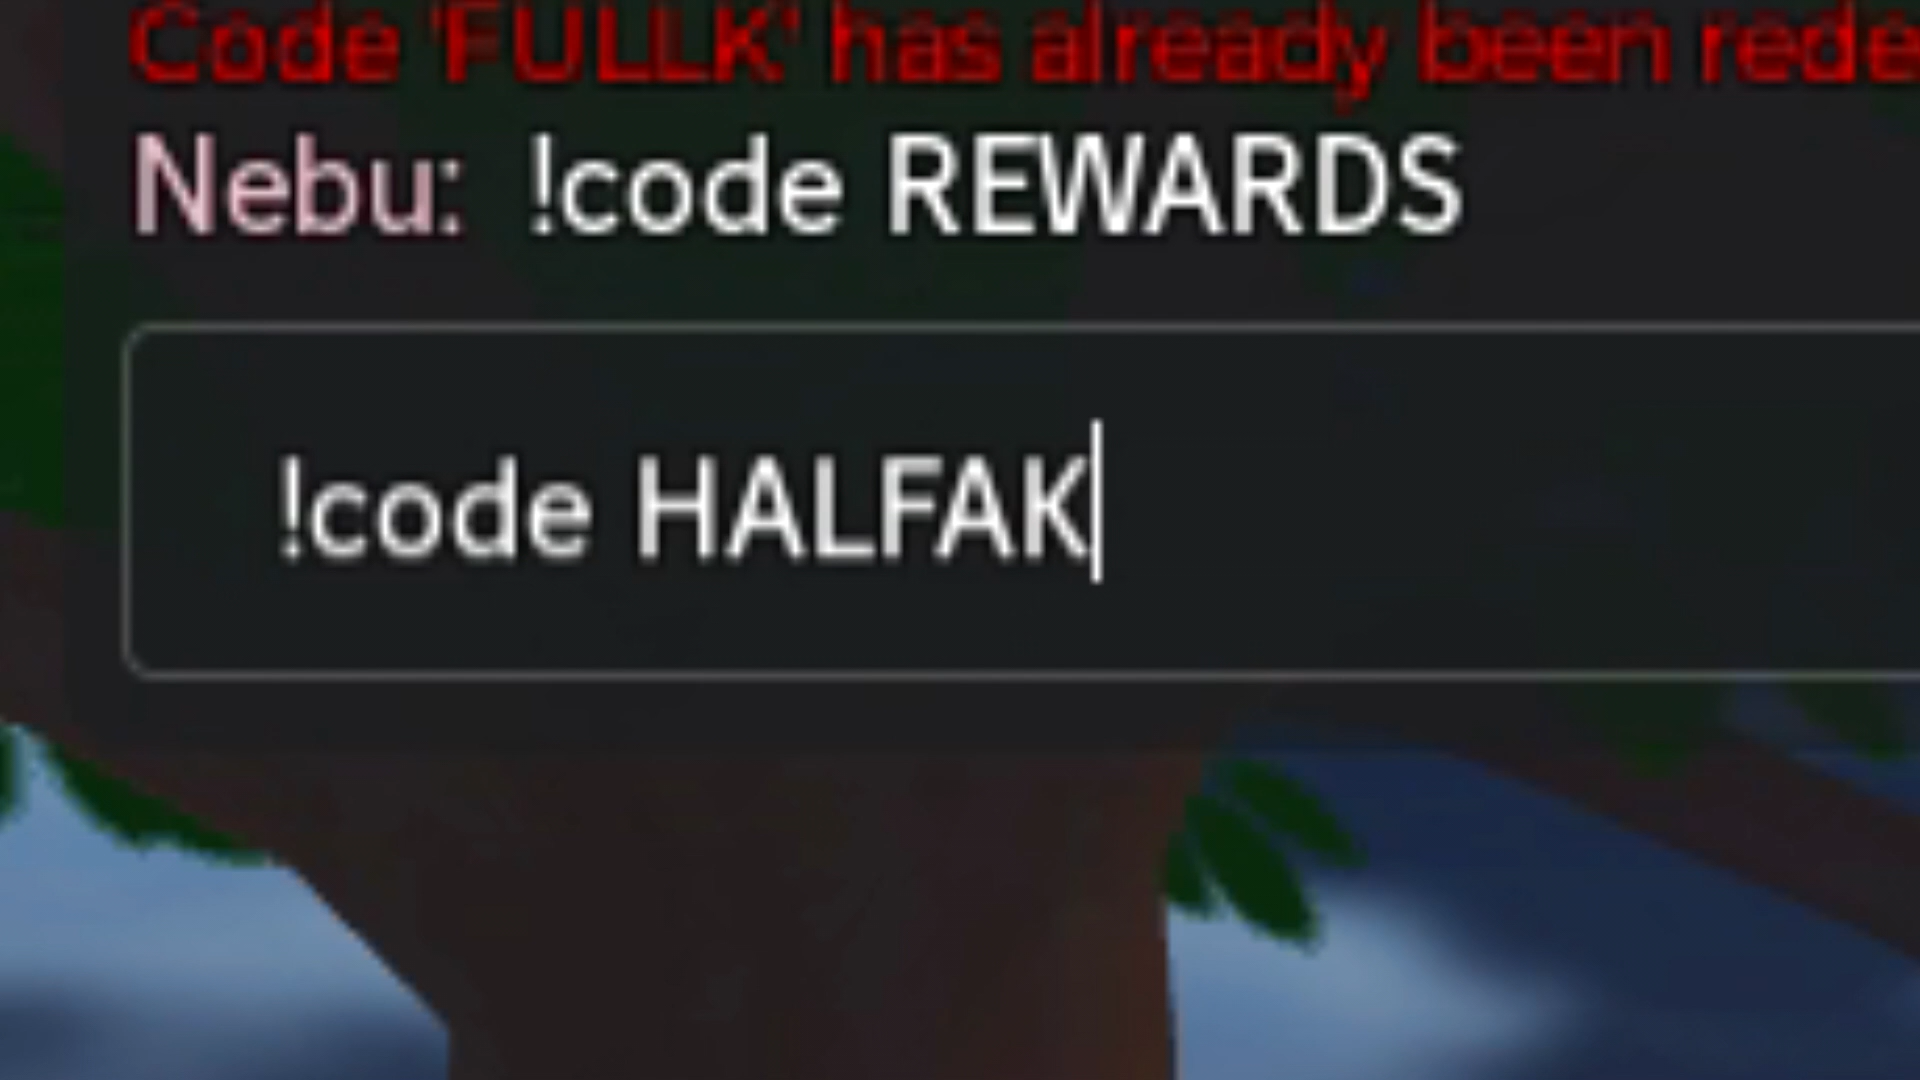 Code 'FULLK' has already been rede
Nebu: !code REWARDS
!code HALFAK